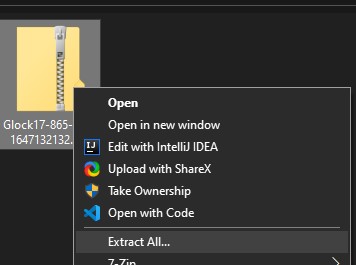 Glock17-865-
1647132132.
Open
Open in new window
Edit with IntelliJ IDEA
Upload with ShareX
Take Ownership
Open with Code
Extract All...
7-Zip